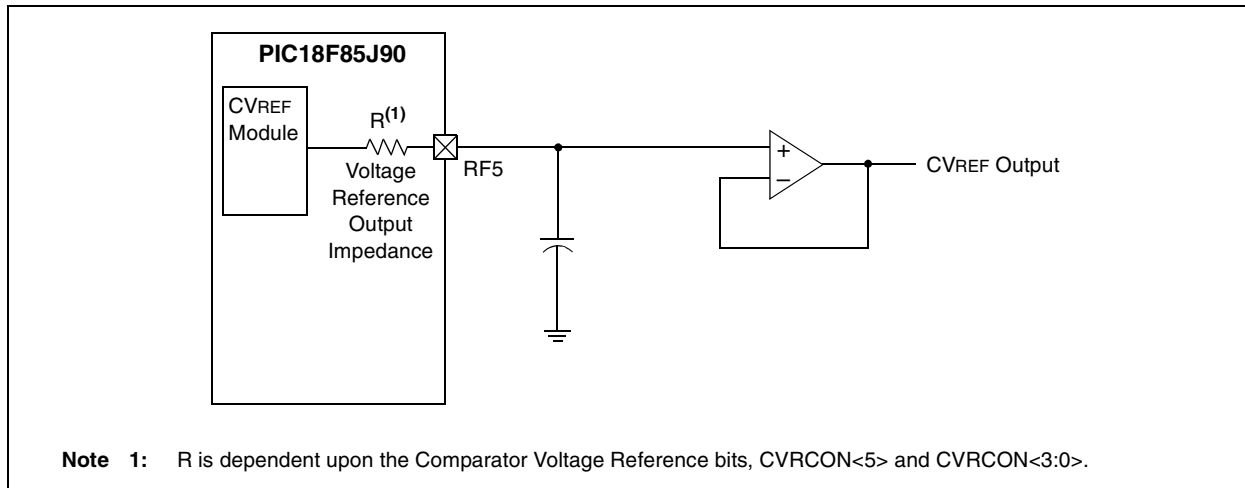 PIC18F85J90
CVREF
Module
R(1)
Voltage
Reference
Output
Impedance
RF5
+
–
CVREF Output
Note 1: R is dependent upon the Comparator Voltage Reference bits, CVRCON<5> and CVRCON<3:0>.